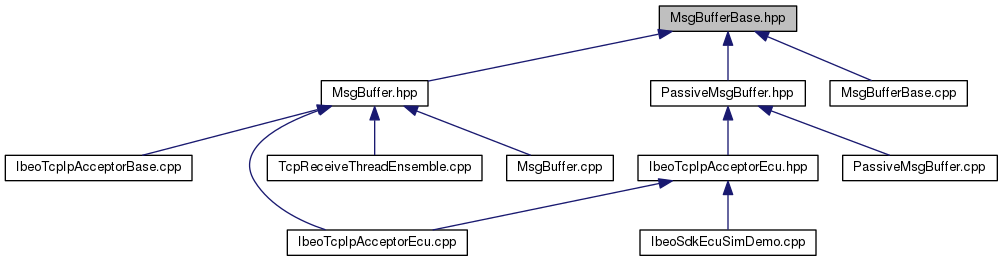 MsgBufferBase.hpp
MsgBuffer.hpp
PassiveMsgBuffer.hpp
MsgBufferBase.cpp
IbeoTcpIpAcceptorBase.cpp
TcpReceiveThreadEnsemble.cpp
MsgBuffer.cpp
IbeoTcpIpAcceptorEcu.hpp
PassiveMsgBuffer.cpp
IbeoTcpIpAcceptorEcu.cpp
IbeoSdkEcuSimDemo.cpp